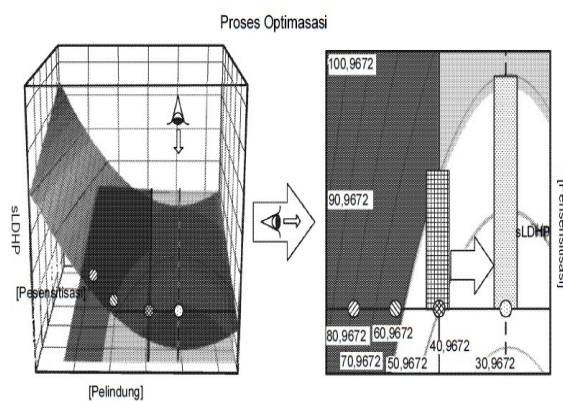 Proses Optimasasi
sLDHP
[Pesensitisasi]
[Pelindung]
100,9672
90,9672
sLDHP
[Pensensitisasi]
80,9672
60,9672
40,9672
30,9672
70,9672
50,9672